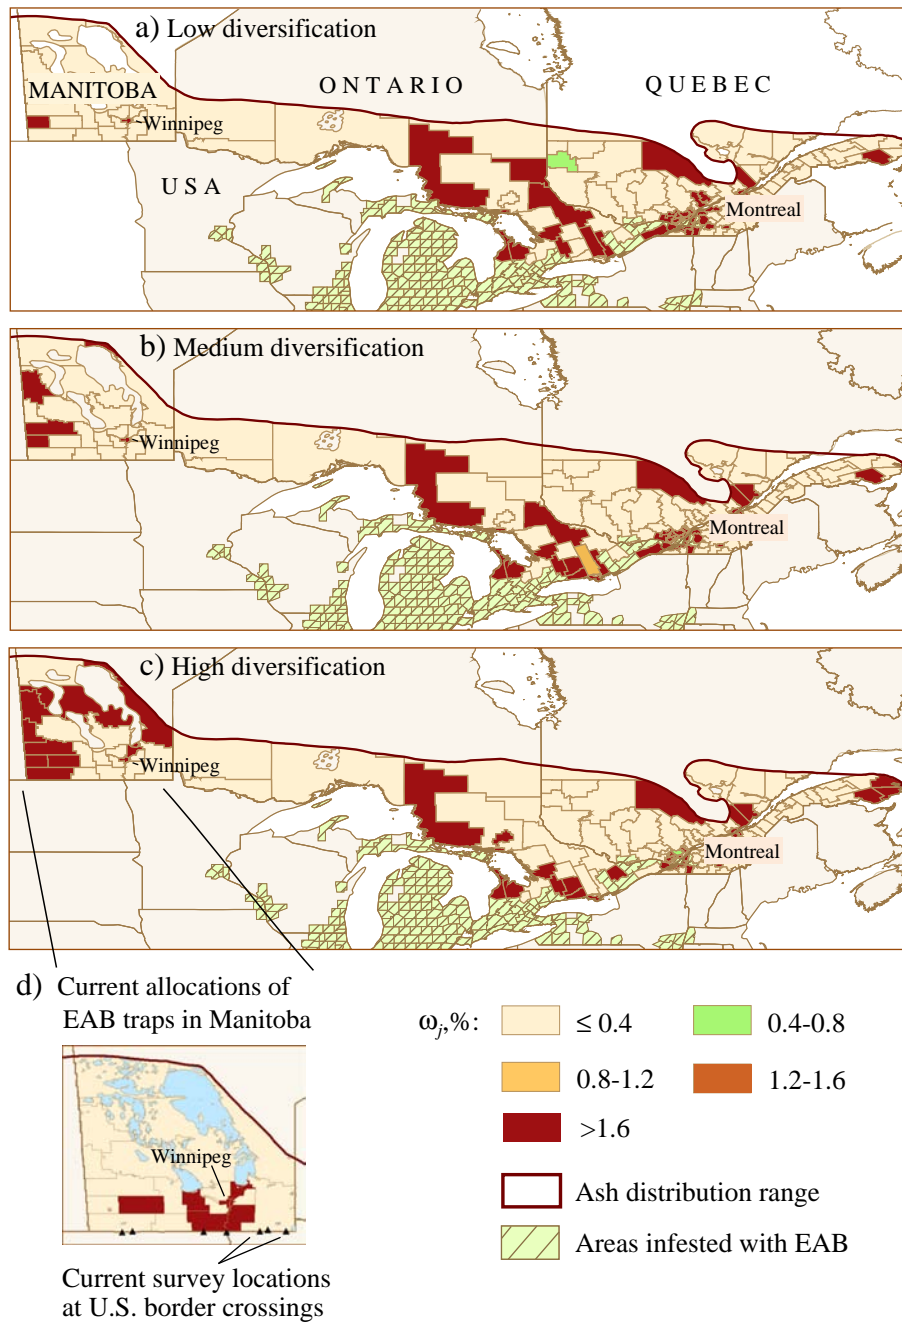 a) Low diversification
MANITOBA
ONTARIO
QUEBEC
Winnipeg
USA
Montreal
b) Medium diversification
Winnipeg
Montreal
c) High diversification
Winnipeg
Montreal
d) Current allocations of
EAB traps in Manitoba
Winnipeg
Current survey locations
at U.S. border crossings
ωj,%:
≤ 0.4
0.4-0.8
0.8-1.2
1.2-1.6
>1.6
Ash distribution range
Areas infested with EAB